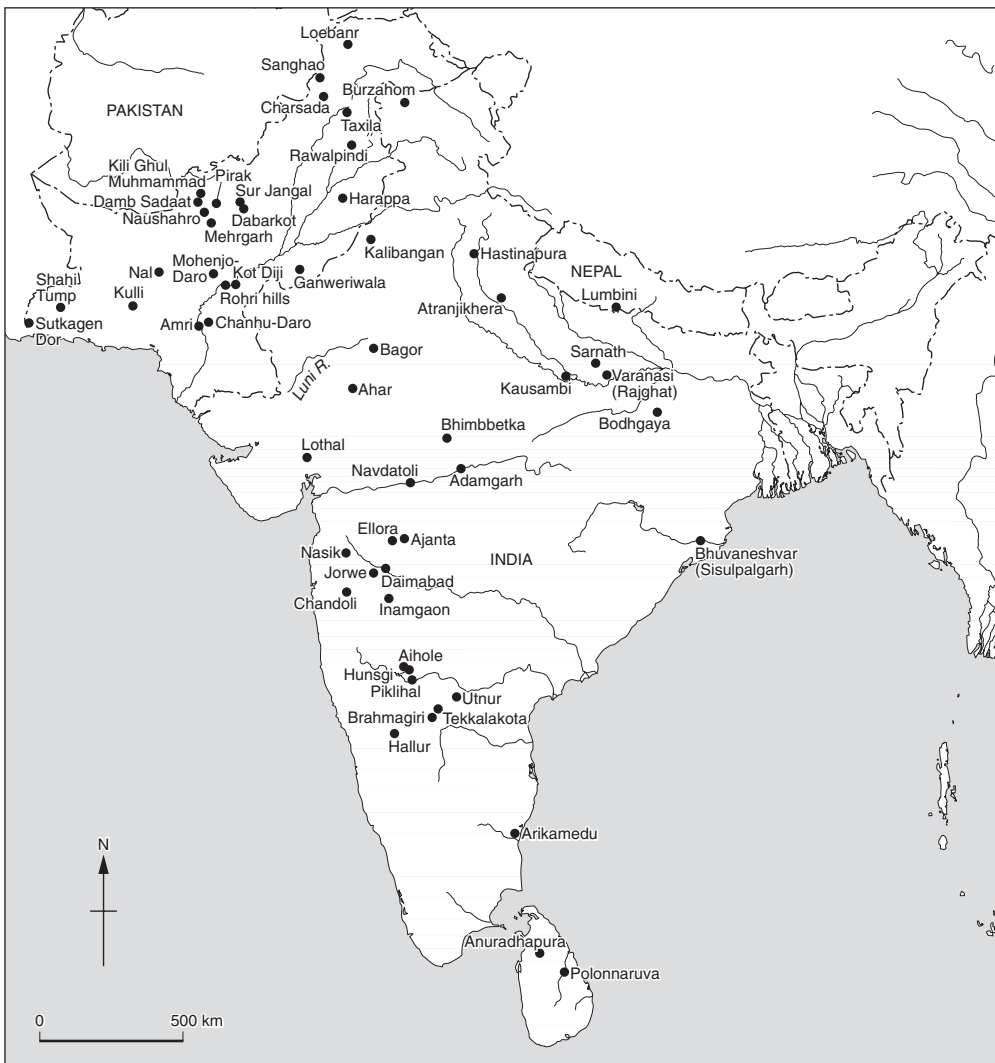 Loebanr
Sanghao
Burzahom
PAKISTAN
Charsada
Taxila
Rawalpindi
Kili Ghul
Muhmammad
Pirak
Sur Jangal
Damb Sadaat
Harappa
Naushahro
Dabarkot
Mehrgarh
Kalibangan
Hastinapura
Mohenjo-
Daro
Nal
Kot Diji
Ganweriwala
NEPAL
Shahi
Tump
Kulli
Rohri hills
Lumbini
Atranjikhera
Sutkagen
Dor
Amri
Chanhu-Daro
Bagor
Sarnath
Luni R.
Ahar
Kausambi
Varanasi
(Rajghat)
Bodhgaya
Bhimbbetka
Lothal
Navdatoli
Adamgarh
Ellora
Ajanta
Nasik
INDIA
Bhuvaneshvar
(Sisulpalgarh)
Jorwe
Daimabad
Chandoli
Inamgaon
Aihole
Hunsgi
Piklihal
Utnur
Brahmagiri
Tekkalakota
Hallur
Arikamedu
N
Anuradhapura
Polonnaruva
0
500 km